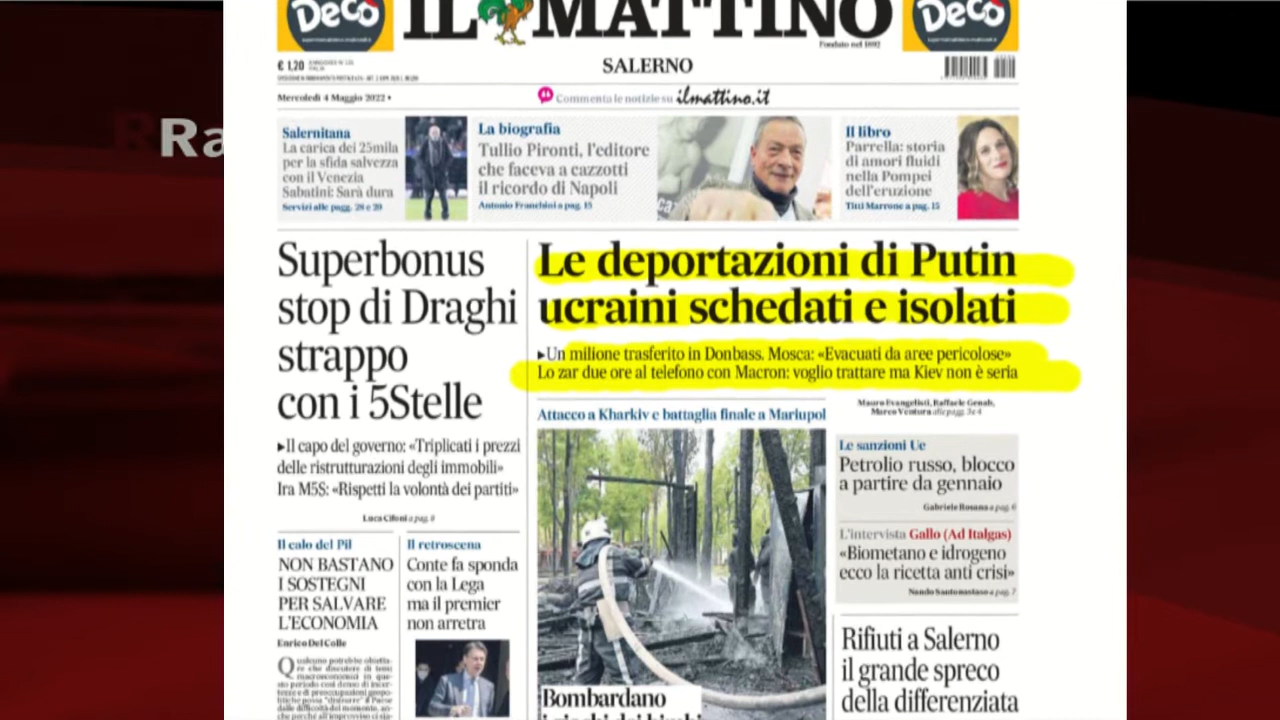 Decò
IL MATTINO
Decò
Fondato nel 1892
€ 1,20
SALERNO
Mercoledì 4 Maggio 2022 •
Commenta le notizie su ilmattino.it
Ra
Salernitana
La carica dei 25mila
per la sfida salvezza
con il Venezia
Sabatini: Sarà dura
Servizi alle pagg. 28 e 29
La biografia
Tullio Pironti, l'editore
che faceva a cazzotti
il ricordo di Napoli
Antonio Franchini a pag. 15
Il libro
Parrella: storia
di amori fluidi
nella Pompei
dell'eruzione
Titti Marrone a pag. 15
Superbonus
stop di Draghi
strappo
con i 5Stelle
▸Il capo del governo: «Triplicati i prezzi
delle ristrutturazioni degli immobili»
Ira M5S: «Rispetti la volontà dei partiti»
Luca Cifoni a pag. 8
Il calo del Pil
NON BASTANO
I SOSTEGNI
PER SALVARE
L'ECONOMIA
Enrico Del Colle
Il retroscena
Conte fa sponda
con la Lega
ma il premier
non arretra
Le deportazioni di Putin
ucraini schedati e isolati
▸Un milione trasferito in Donbass. Mosca: «Evacuati da aree pericolose»
Lo zar due ore al telefono con Macron: voglio trattare ma Kiev non è seria
Mauro Evangelisti, Raffaele Genah,
Marco Ventura alle pagg. 3 e 4
Attacco a Kharkiv e battaglia finale a Mariupol
Bombardano
Le sanzioni Ue
Petrolio russo, blocco
a partire da gennaio
Gabriele Rosana a pag. 6
L'intervista Gallo (Ad Italgas)
«Biometano e idrogeno
ecco la ricetta anti crisi»
Nando Santonastaso a pag. 7
Rifiuti a Salerno
il grande spreco
della differenziata